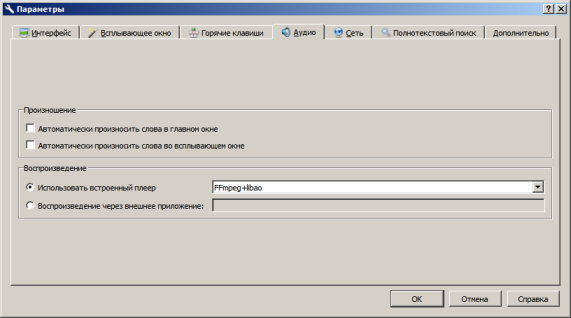 Параметры
Интерфейс Всплывающее окно Горячие клавиши Аудио Сеть Полнотекстовый поиск Дополнительно
Произношение
Автоматически произносить слова в главном окне
Автоматически произносить слова во всплывающем окне
Воспроизведение
Использовать встроенный плеер FFmpeg+libao
Воспроизведение через внешнее приложение:
OK Отмена Справка